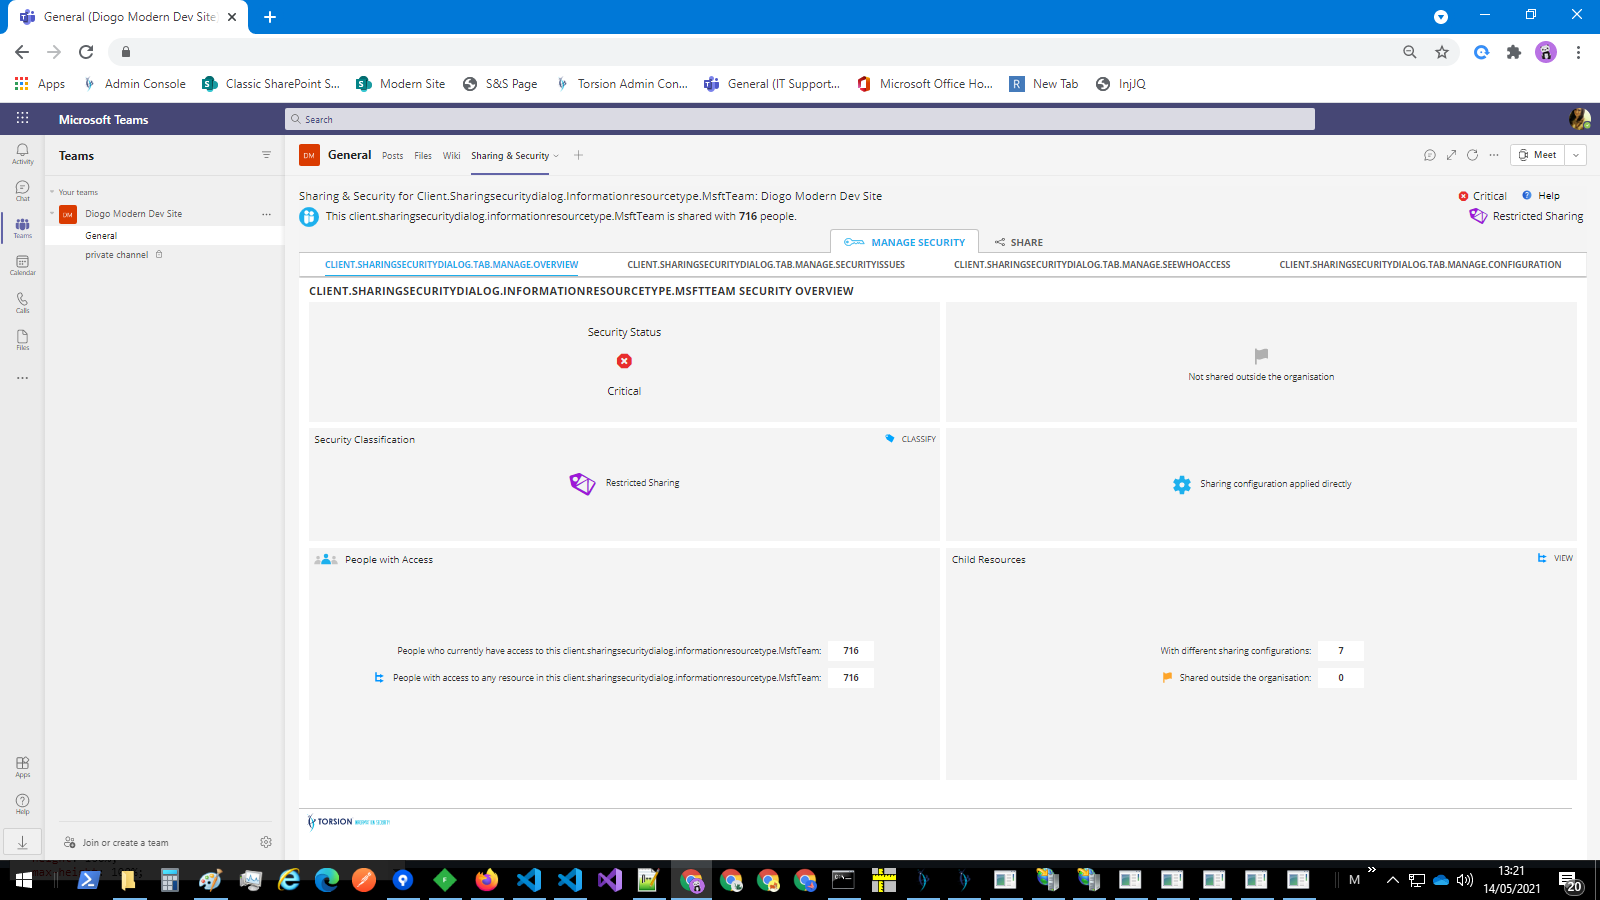 General (Diogo Modern Dev Site
Apps
Admin Console
Classic SharePoint S...
Modern Site
S&S Page
Torsion Admin Con...
General (IT Support...
Microsoft Office Ho...
R
New Tab
InjJQ
Microsoft Teams
Search
Activity
Chat
Teams
Calendar
Calls
Files
Apps
Help
Teams
Your teams
DM
Diogo Modern Dev Site
General
private channel
Join or create a team
DM
General
Posts
Files
Wiki
Sharing & Security
Meet
Sharing & Security for Client.Sharingsecuritydialog.Informationresourcetype.MsftTeam: Diogo Modern Dev Site
Critical
Help
This client.sharingsecuritydialog.informationresourcetype.MsftTeam is shared with 716 people.
Restricted Sharing
MANAGE SECURITY
SHARE
CLIENT.SHARINGSECURITYDIALOG.TAB.MANAGE.OVERVIEW
CLIENT.SHARINGSECURITYDIALOG.TAB.MANAGE.SECURITYISSUES
CLIENT.SHARINGSECURITYDIALOG.TAB.MANAGE.SEEWHOACCESS
CLIENT.SHARINGSECURITYDIALOG.TAB.MANAGE.CONFIGURATION
CLIENT.SHARINGSECURITYDIALOG.INFORMATIONRESOURCETYPE.MSFTTEAM SECURITY OVERVIEW
Security Status
Critical
Not shared outside the organisation
Security Classification
CLASSIFY
Restricted Sharing
Sharing configuration applied directly
People with Access
People who currently have access to this client.sharingsecuritydialog.informationresourcetype.MsftTeam: 716
People with access to any resource in this client.sharingsecuritydialog.informationresourcetype.MsftTeam: 716
Child Resources
VIEW
With different sharing configurations: 7
Shared outside the organisation: 0
TORSION INFORMATION SECURITY
M
13:21
14/05/2021
20